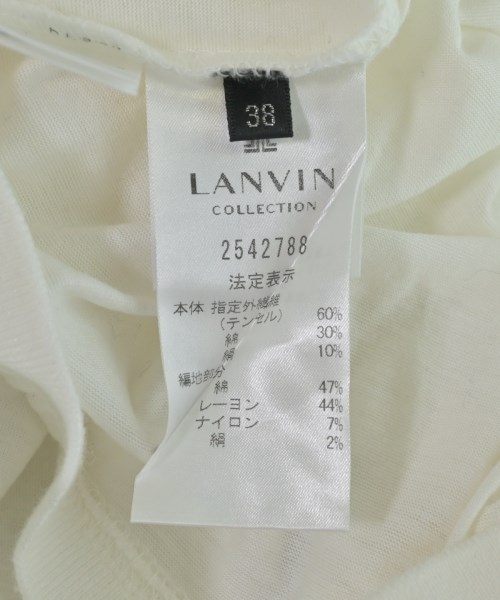 38
LANVIN
COLLECTION
2542788
法定表示
本体 指定外繊維 60%
(テンセル)
綿 30%
絹 10%
編地部分
綿 47%
レーヨン 44%
ナイロン 7%
絹 2%